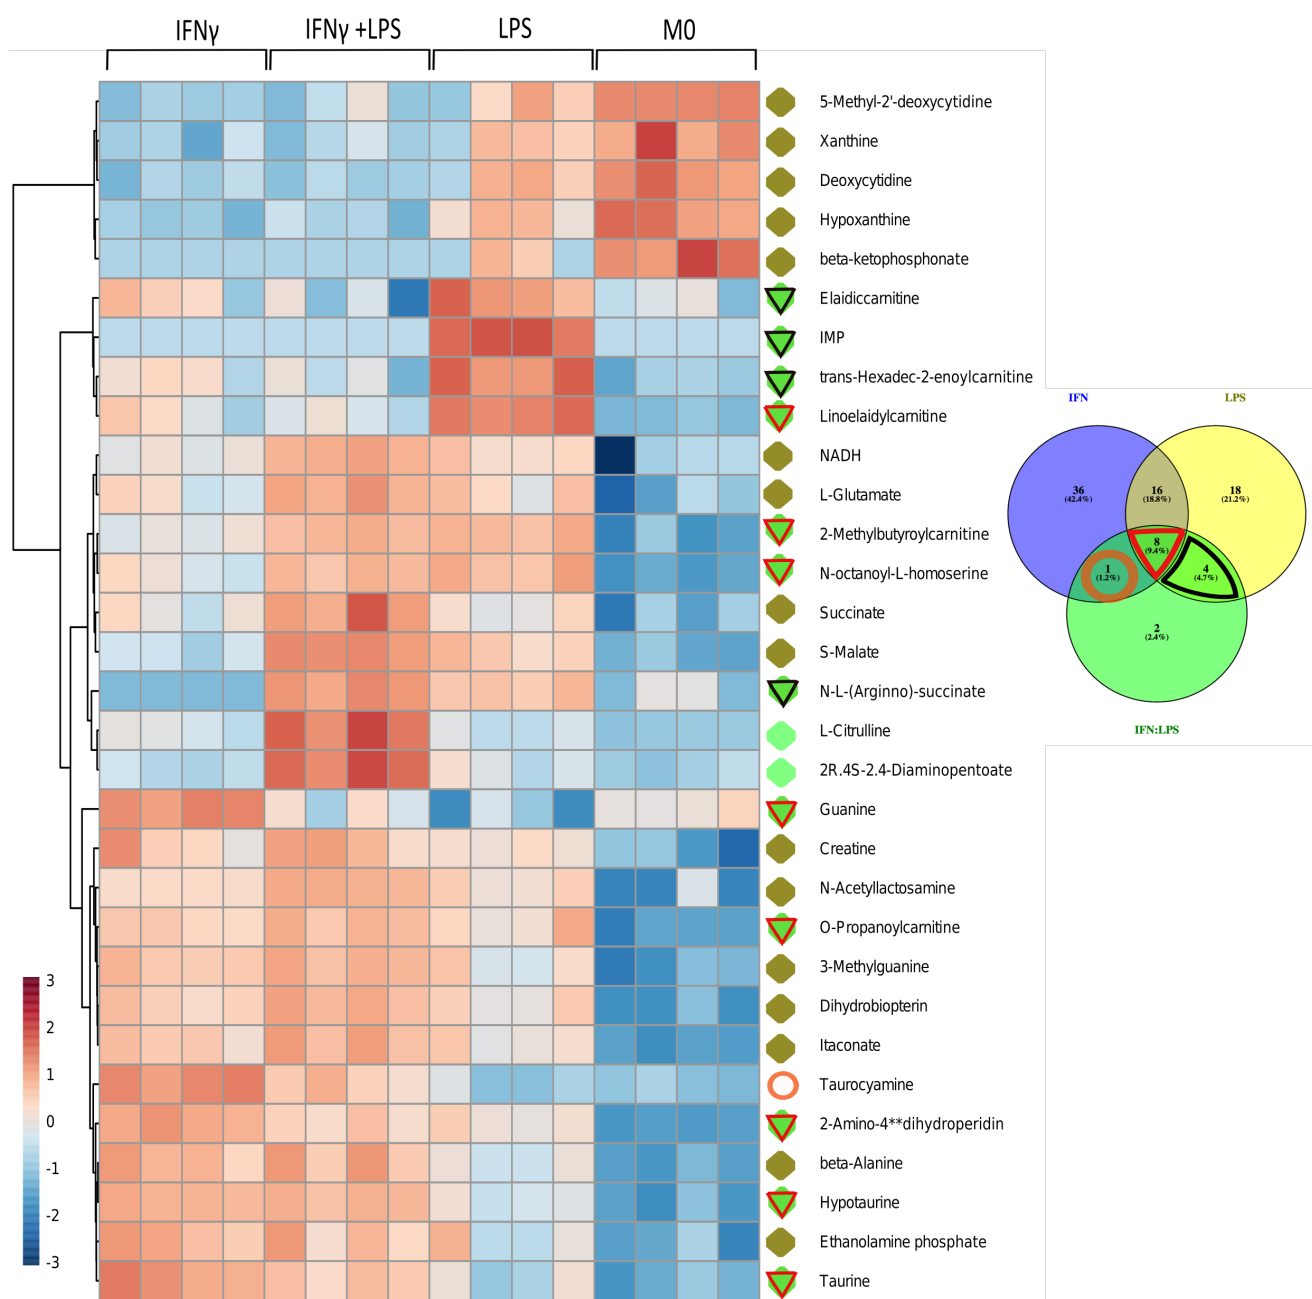 IFNγ IFNγ +LPS LPS M0
5-Methyl-2'-deoxycytidine
Xanthine
Deoxycytidine
Hypoxanthine
beta-ketophosphonate
Elaidiccarnitine
IMP
trans-Hexadec-2-enoylcarnitine
Linoelaidylcarnitine
NADH
L-Glutamate
2-Methylbutyroylcarnitine
N-octanoyl-L-homoserine
Succinate
S-Malate
N-L-(Arginno)-succinate
L-Citrulline
2R.4S-2.4-Diaminopentoate
Guanine
Creatine
N-Acetyllactosamine
O-Propanoylcarnitine
3-Methylguanine
Dihydrobiopterin
Itaconate
Taurocyamine
2-Amino-4**dihydroperidin
beta-Alanine
Hypotaurine
Ethanolamine phosphate
Taurine
3
2
1
0
-1
-2
-3
IFN LPS
36 16 18
(42.4%) (18.8%) (21.2%)
8
(9.4%)
1 4
(1.2%) (4.7%)
2
(2.4%)
IFN:LPS